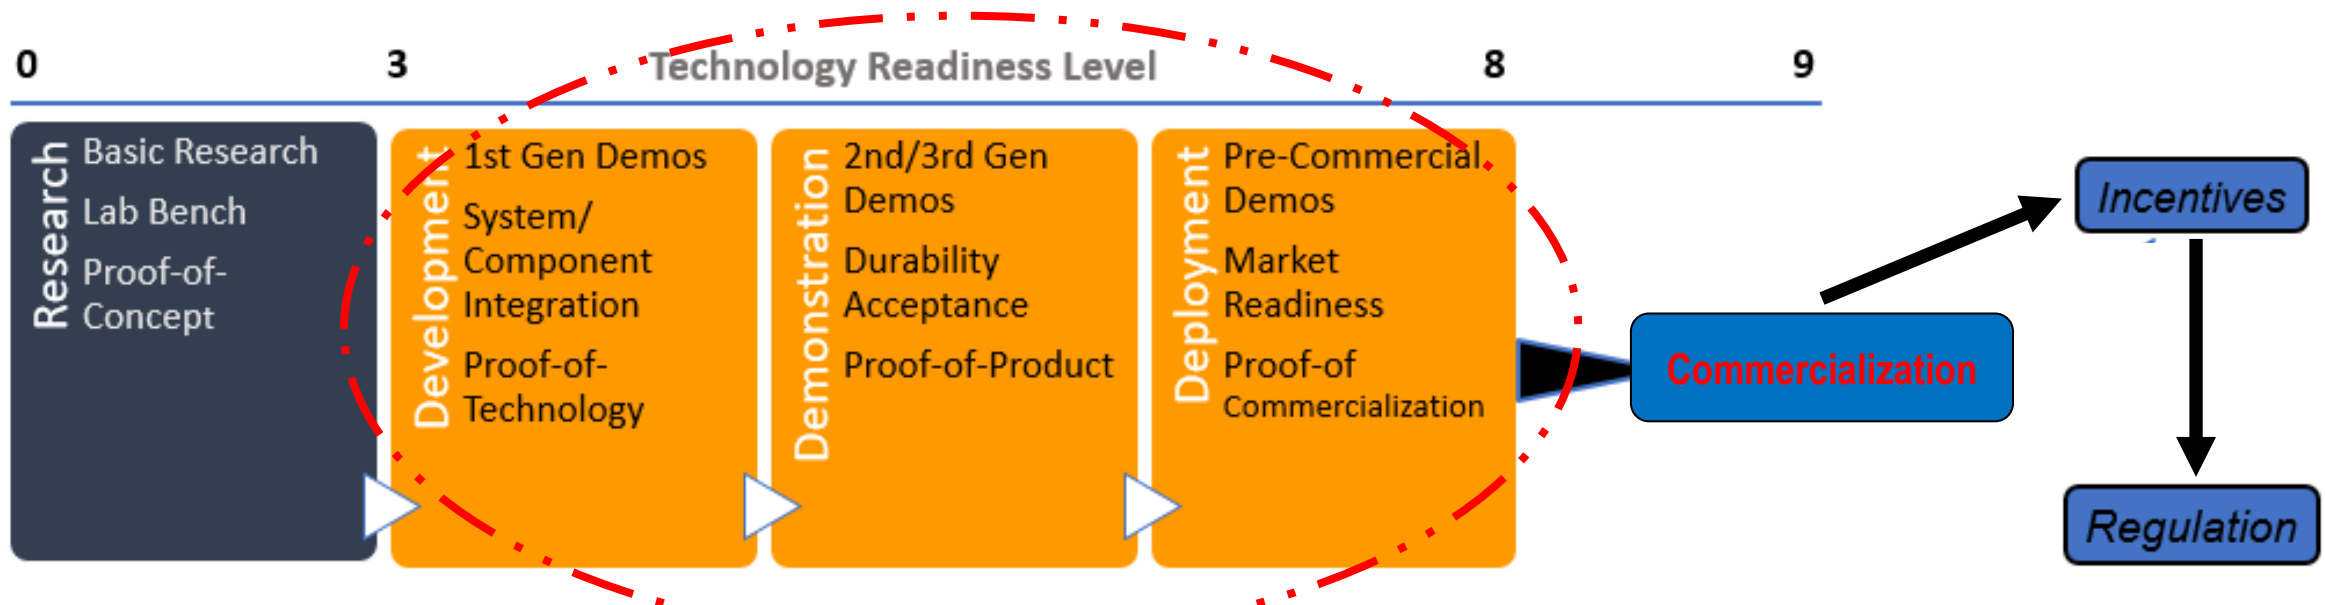 0 3 Technology Readiness Level 8 9
Research
Basic Research
Lab Bench
Proof-of-
Concept
Development
1st Gen Demos
System/
Component
Integration
Proof-of-
Technology
Demonstration
2nd/3rd Gen
Demos
Durability
Acceptance
Proof-of-Product
Deployment
Pre-Commercial
Demos
Market
Readiness
Proof-of
Commercialization
Commercialization
Incentives
Regulation